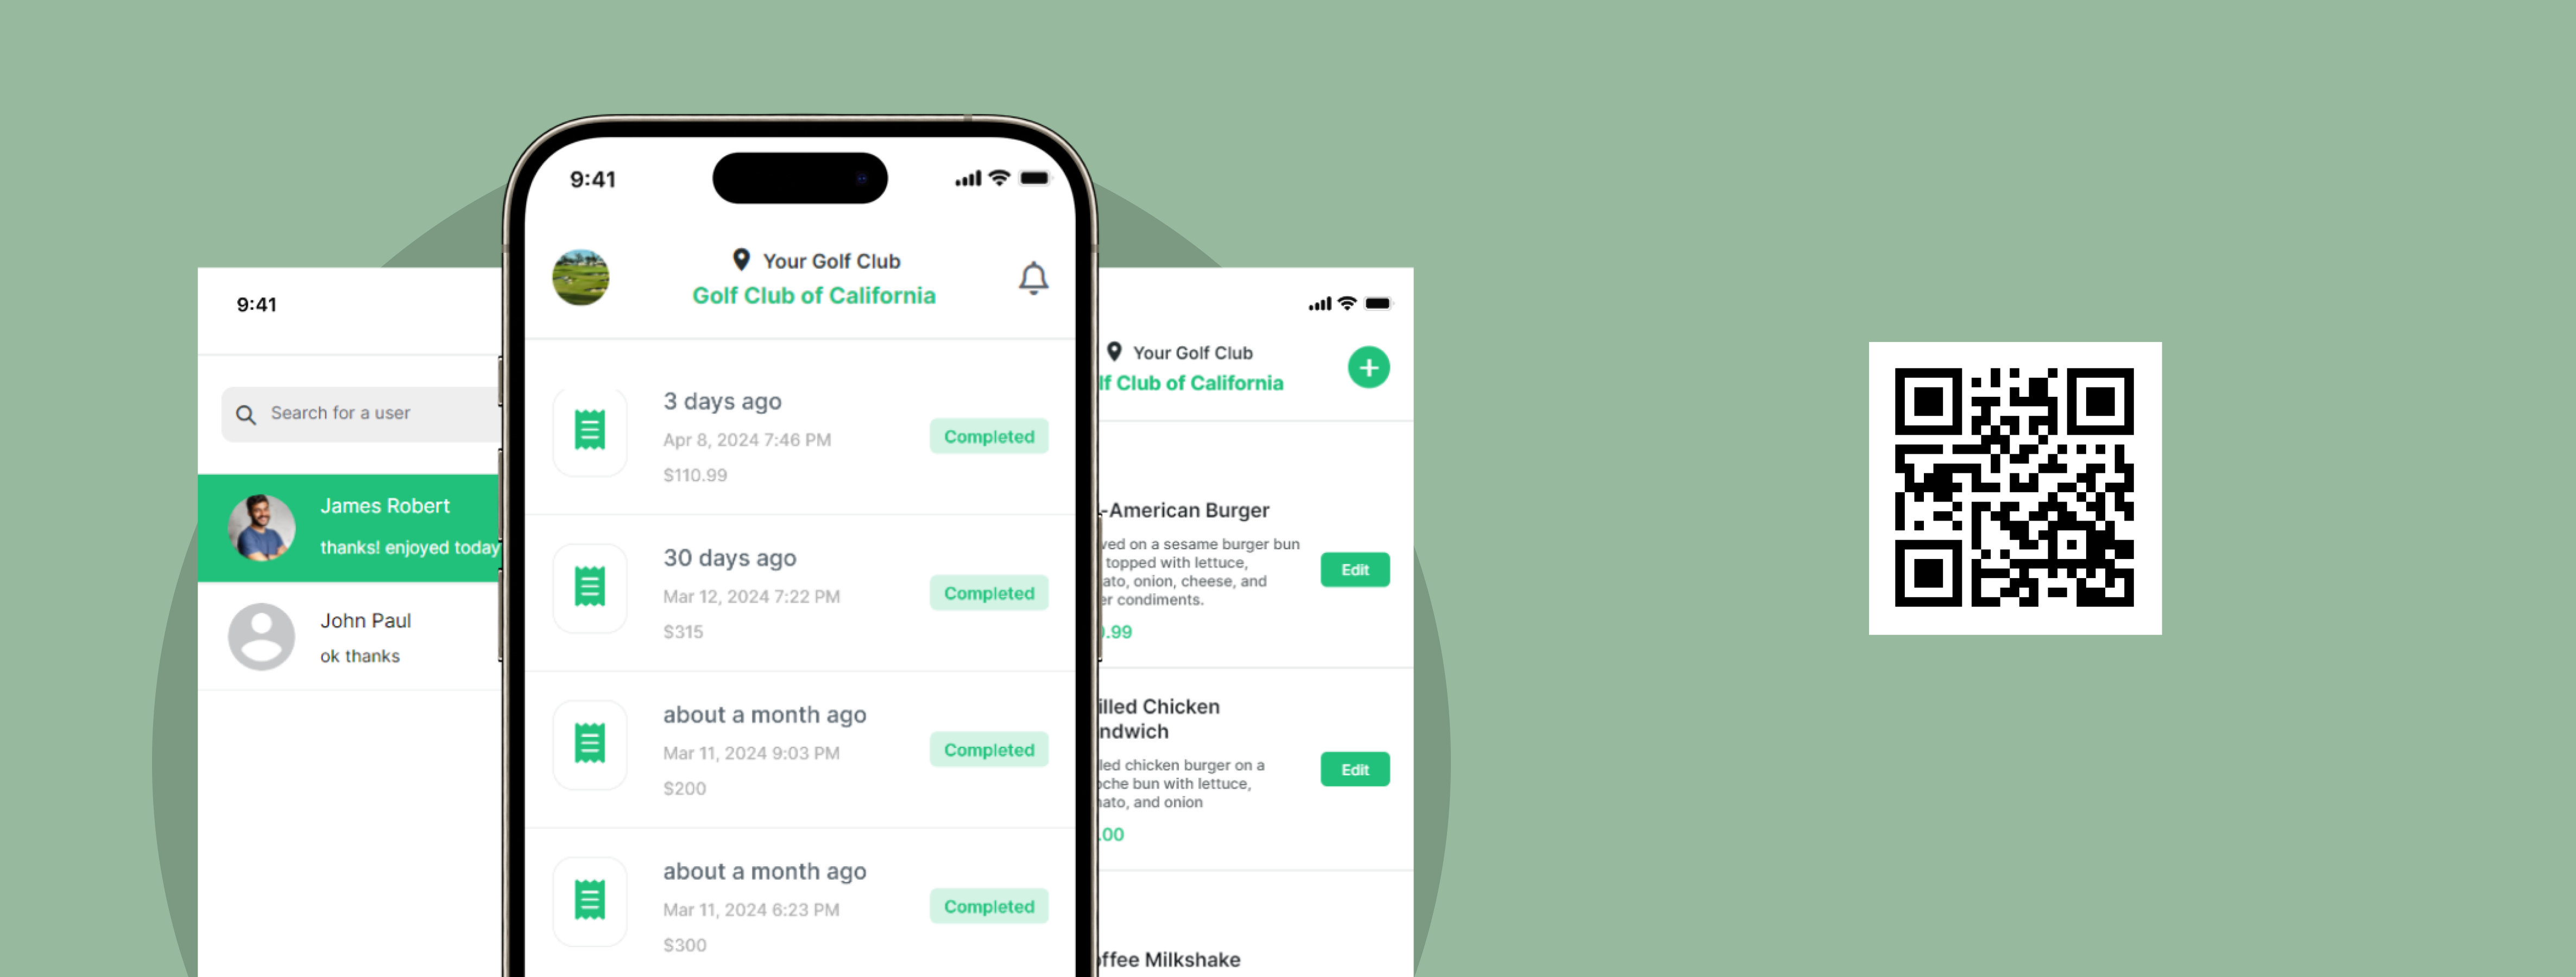 9:41
Search for a user
James Robert
thanks! enjoyed today
John Paul
ok thanks
9:41
Your Golf Club
Golf Club of California
3 days ago
Apr 8, 2024 7:46 PM
$110.99
Completed
30 days ago
Mar 12, 2024 7:22 PM
$315
Completed
about a month ago
Mar 11, 2024 9:03 PM
$200
Completed
about a month ago
Mar 11, 2024 6:23 PM
$300
Completed
Your Golf Club
lf Club of California
-American Burger
ved on a sesame burger bun
topped with lettuce,
ato, onion, cheese, and
er condiments.
.99
Edit
illed Chicken
ndwich
led chicken burger on a
oche bun with lettuce,
nato, and onion
.00
Edit
ffee Milkshake